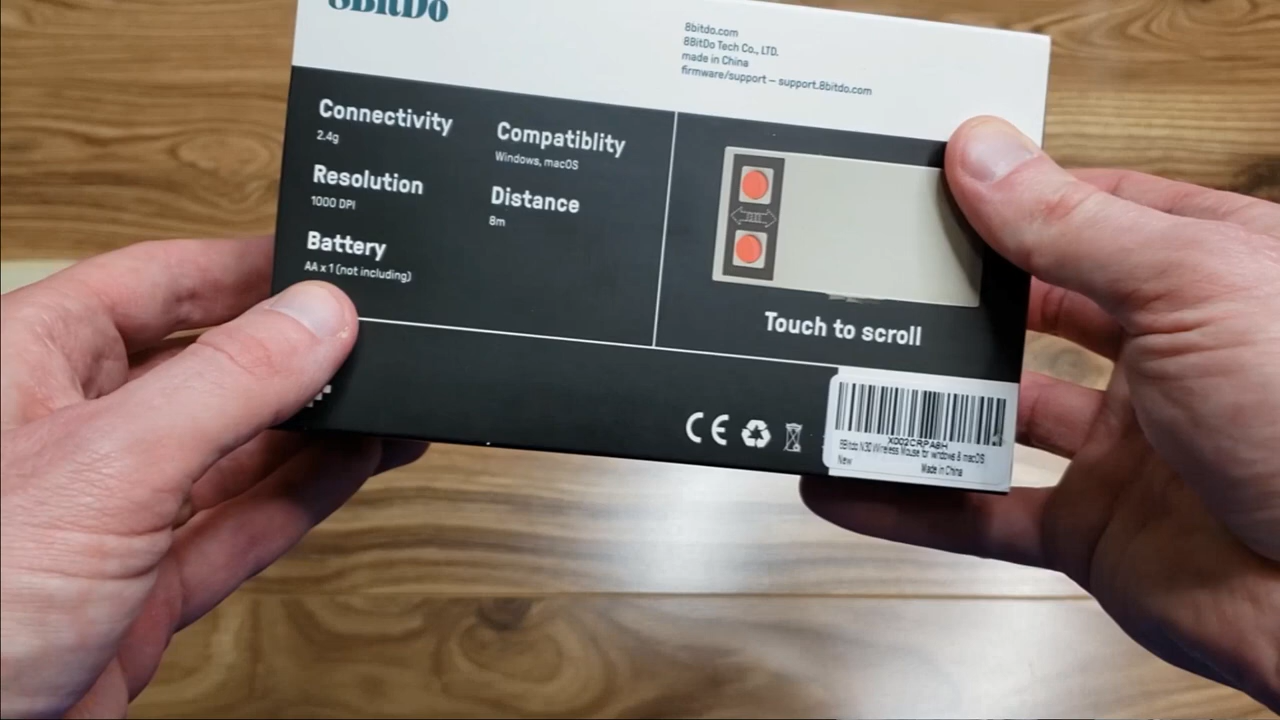 8BitDo
8bitdo.com
8BitDo Tech Co., LTD.
made in China
firmware/support – support.8bitdo.com
Connectivity
2.4g
Resolution
1000 DPI
Battery
AA x 1 (not including)
Compatiblity
Windows, macOS
Distance
8m
Touch to scroll
CE
X002CRPA8H
8Bitdo N30 Wireless Mouse for windows & macOS
New
Made in China